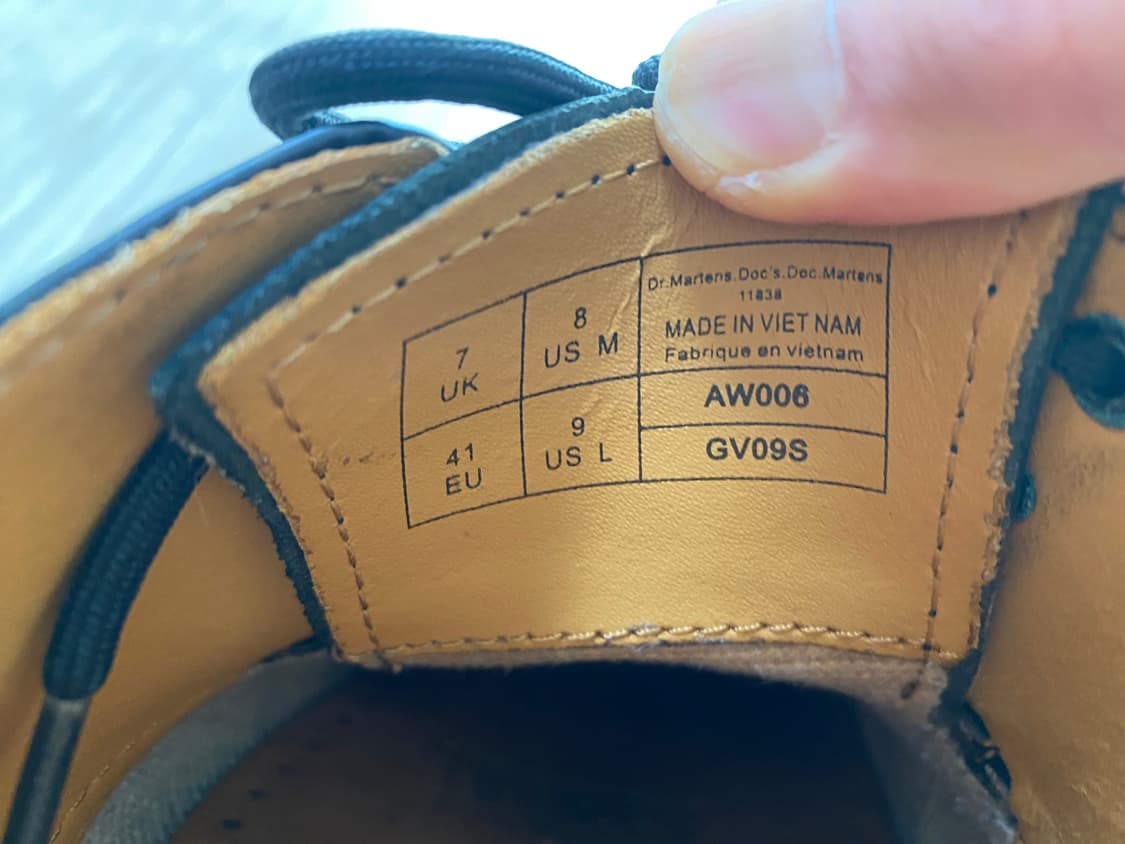 7
UK
8
US M
Dr.Martens.Doc's.Doc.Martens
11838
MADE IN VIET NAM
Fabrique en vietnam
41
EU
9
US L
AW006
GV09S